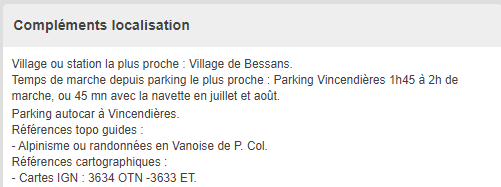 Compléments localisation
Village ou station la plus proche : Village de Bessans.
Temps de marche depuis parking le plus proche : Parking Vincendières 1h45 à 2h de
marche, ou 45 mn avec la navette en juillet et août.
Parking autocar à Vincendières.
Références topo guides :
- Alpinisme ou randonnées en Vanoise de P. Col.
Références cartographiques :
- Cartes IGN : 3634 OTN -3633 ET.